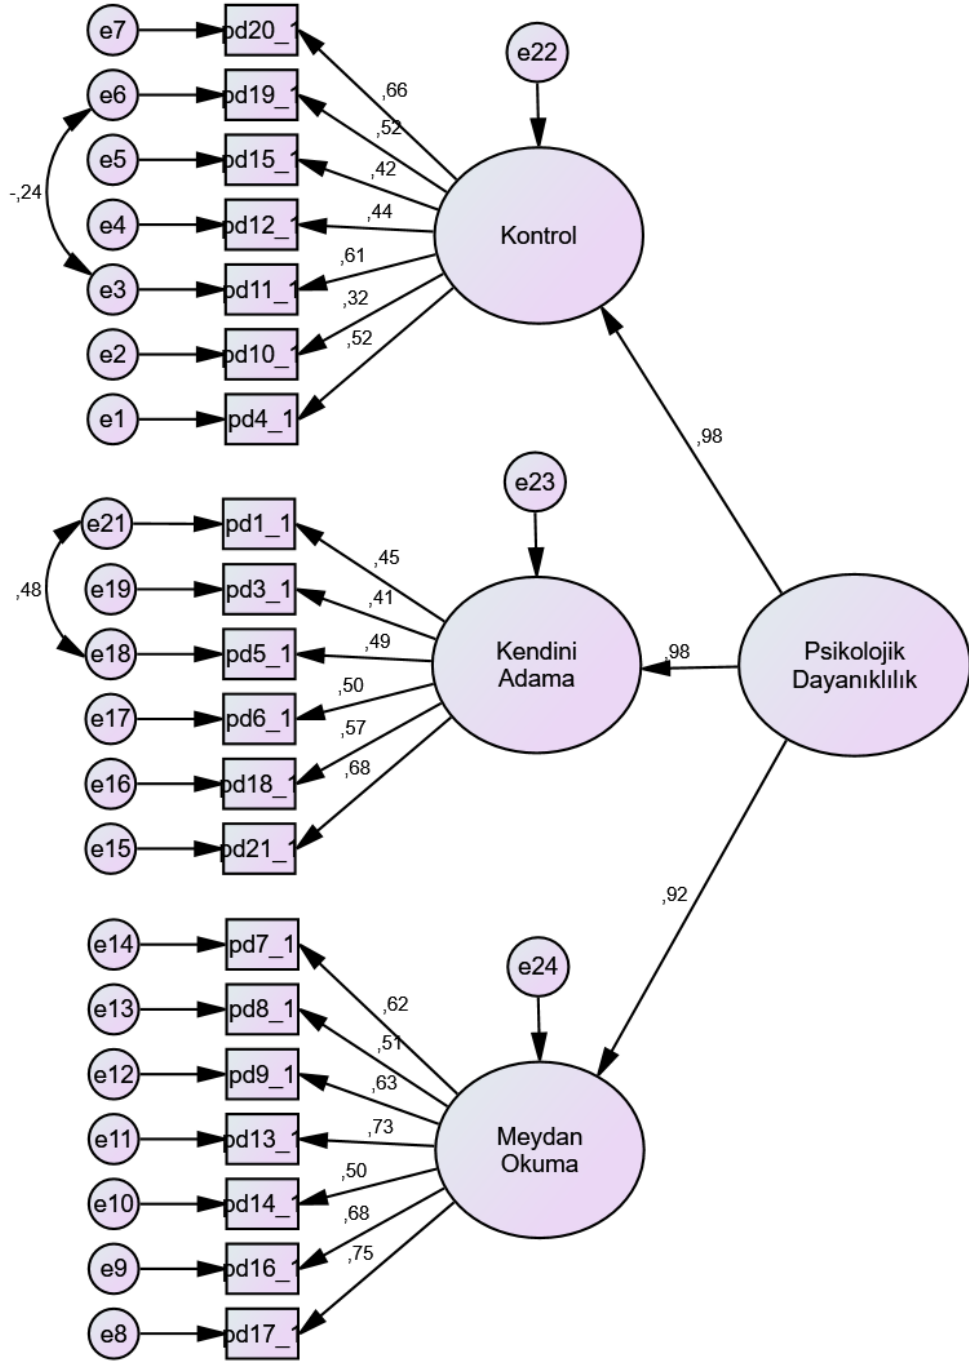 e7
pd20_1
,66
e22
e6
pd19_1
,52
e5
pd15_1
,42
-,24
e4
pd12_1
,44
Kontrol
e3
pd11_1
,61
e2
pd10_1
,32
e1
pd4_1
,52
,98
e23
e21
pd1_1
,45
,48
e19
pd3_1
,41
e18
pd5_1
,49
Kendini
Adama
,98
Psikolojik
Dayanıklılık
e17
pd6_1
,50
e16
pd18_1
,57
e15
pd21_1
,68
,92
e14
pd7_1
,62
e24
e13
pd8_1
,51
e12
pd9_1
,63
e11
pd13_1
,73
Meydan
Okuma
e10
pd14_1
,50
e9
pd16_1
,68
e8
pd17_1
,75